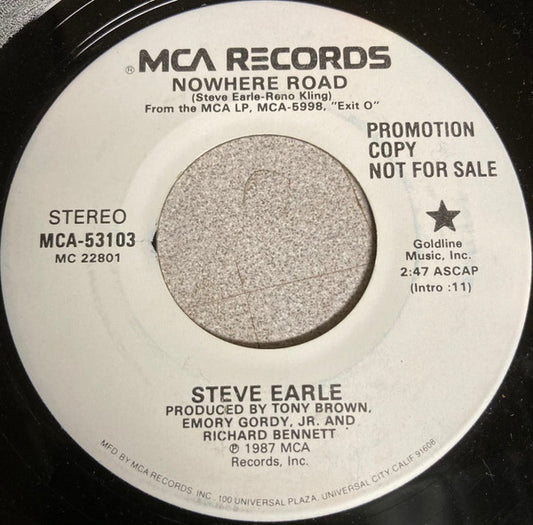 ® MCA RECORDS
NOWHERE ROAD
(Steve Earle-Reno Kling)
From the MCA LP, MCA-5998, "Exit O"
PROMOTION
COPY
NOT FOR SALE
STEREO
MCA-53103
MC 22801
★
Goldline
Music, Inc.
2:47 ASCAP
(Intro :11)
STEVE EARLE
PRODUCED BY TONY BROWN,
EMORY GORDY, JR. AND
RICHARD BENNETT
℗ 1987 MCA
Records, Inc.
MFD BY MCA RECORDS, INC - 100 UNIVERSAL PLAZA, UNIVERSAL CITY, CALIF 91608